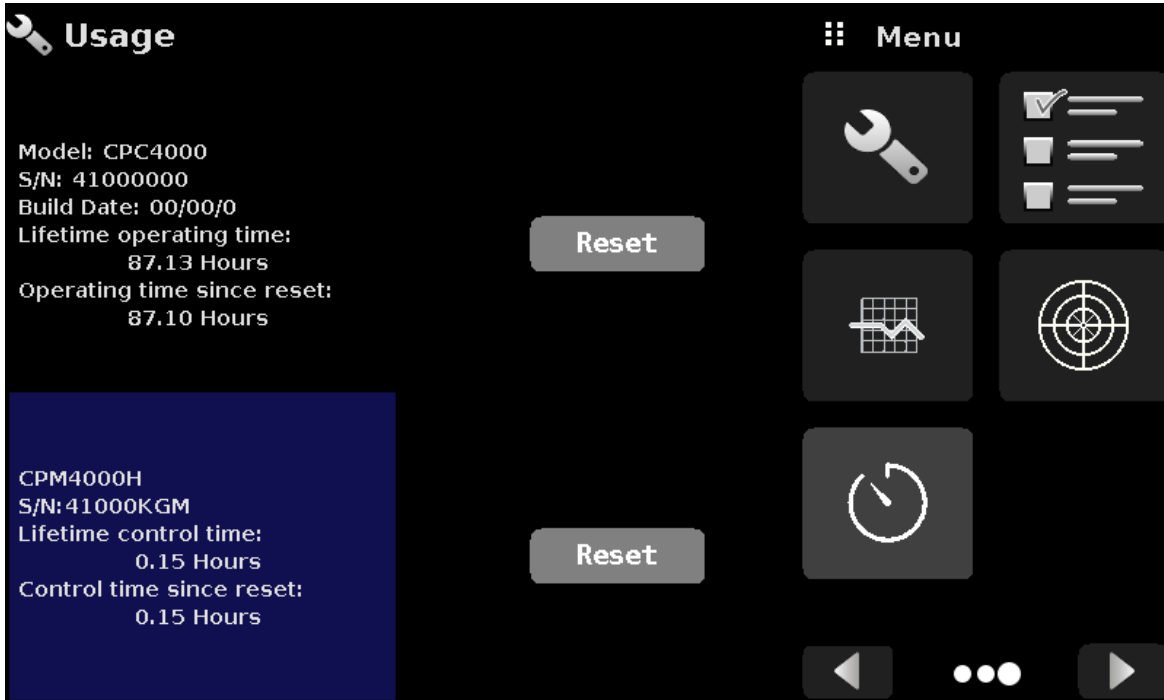 Usage
Menu
Model: CPC4000
S/N: 41000000
Build Date: 00/00/0
Lifetime operating time:
87.13 Hours
Operating time since reset:
87.10 Hours
Reset
CPM4000H
S/N:41000KGM
Lifetime control time:
0.15 Hours
Control time since reset:
0.15 Hours
Reset